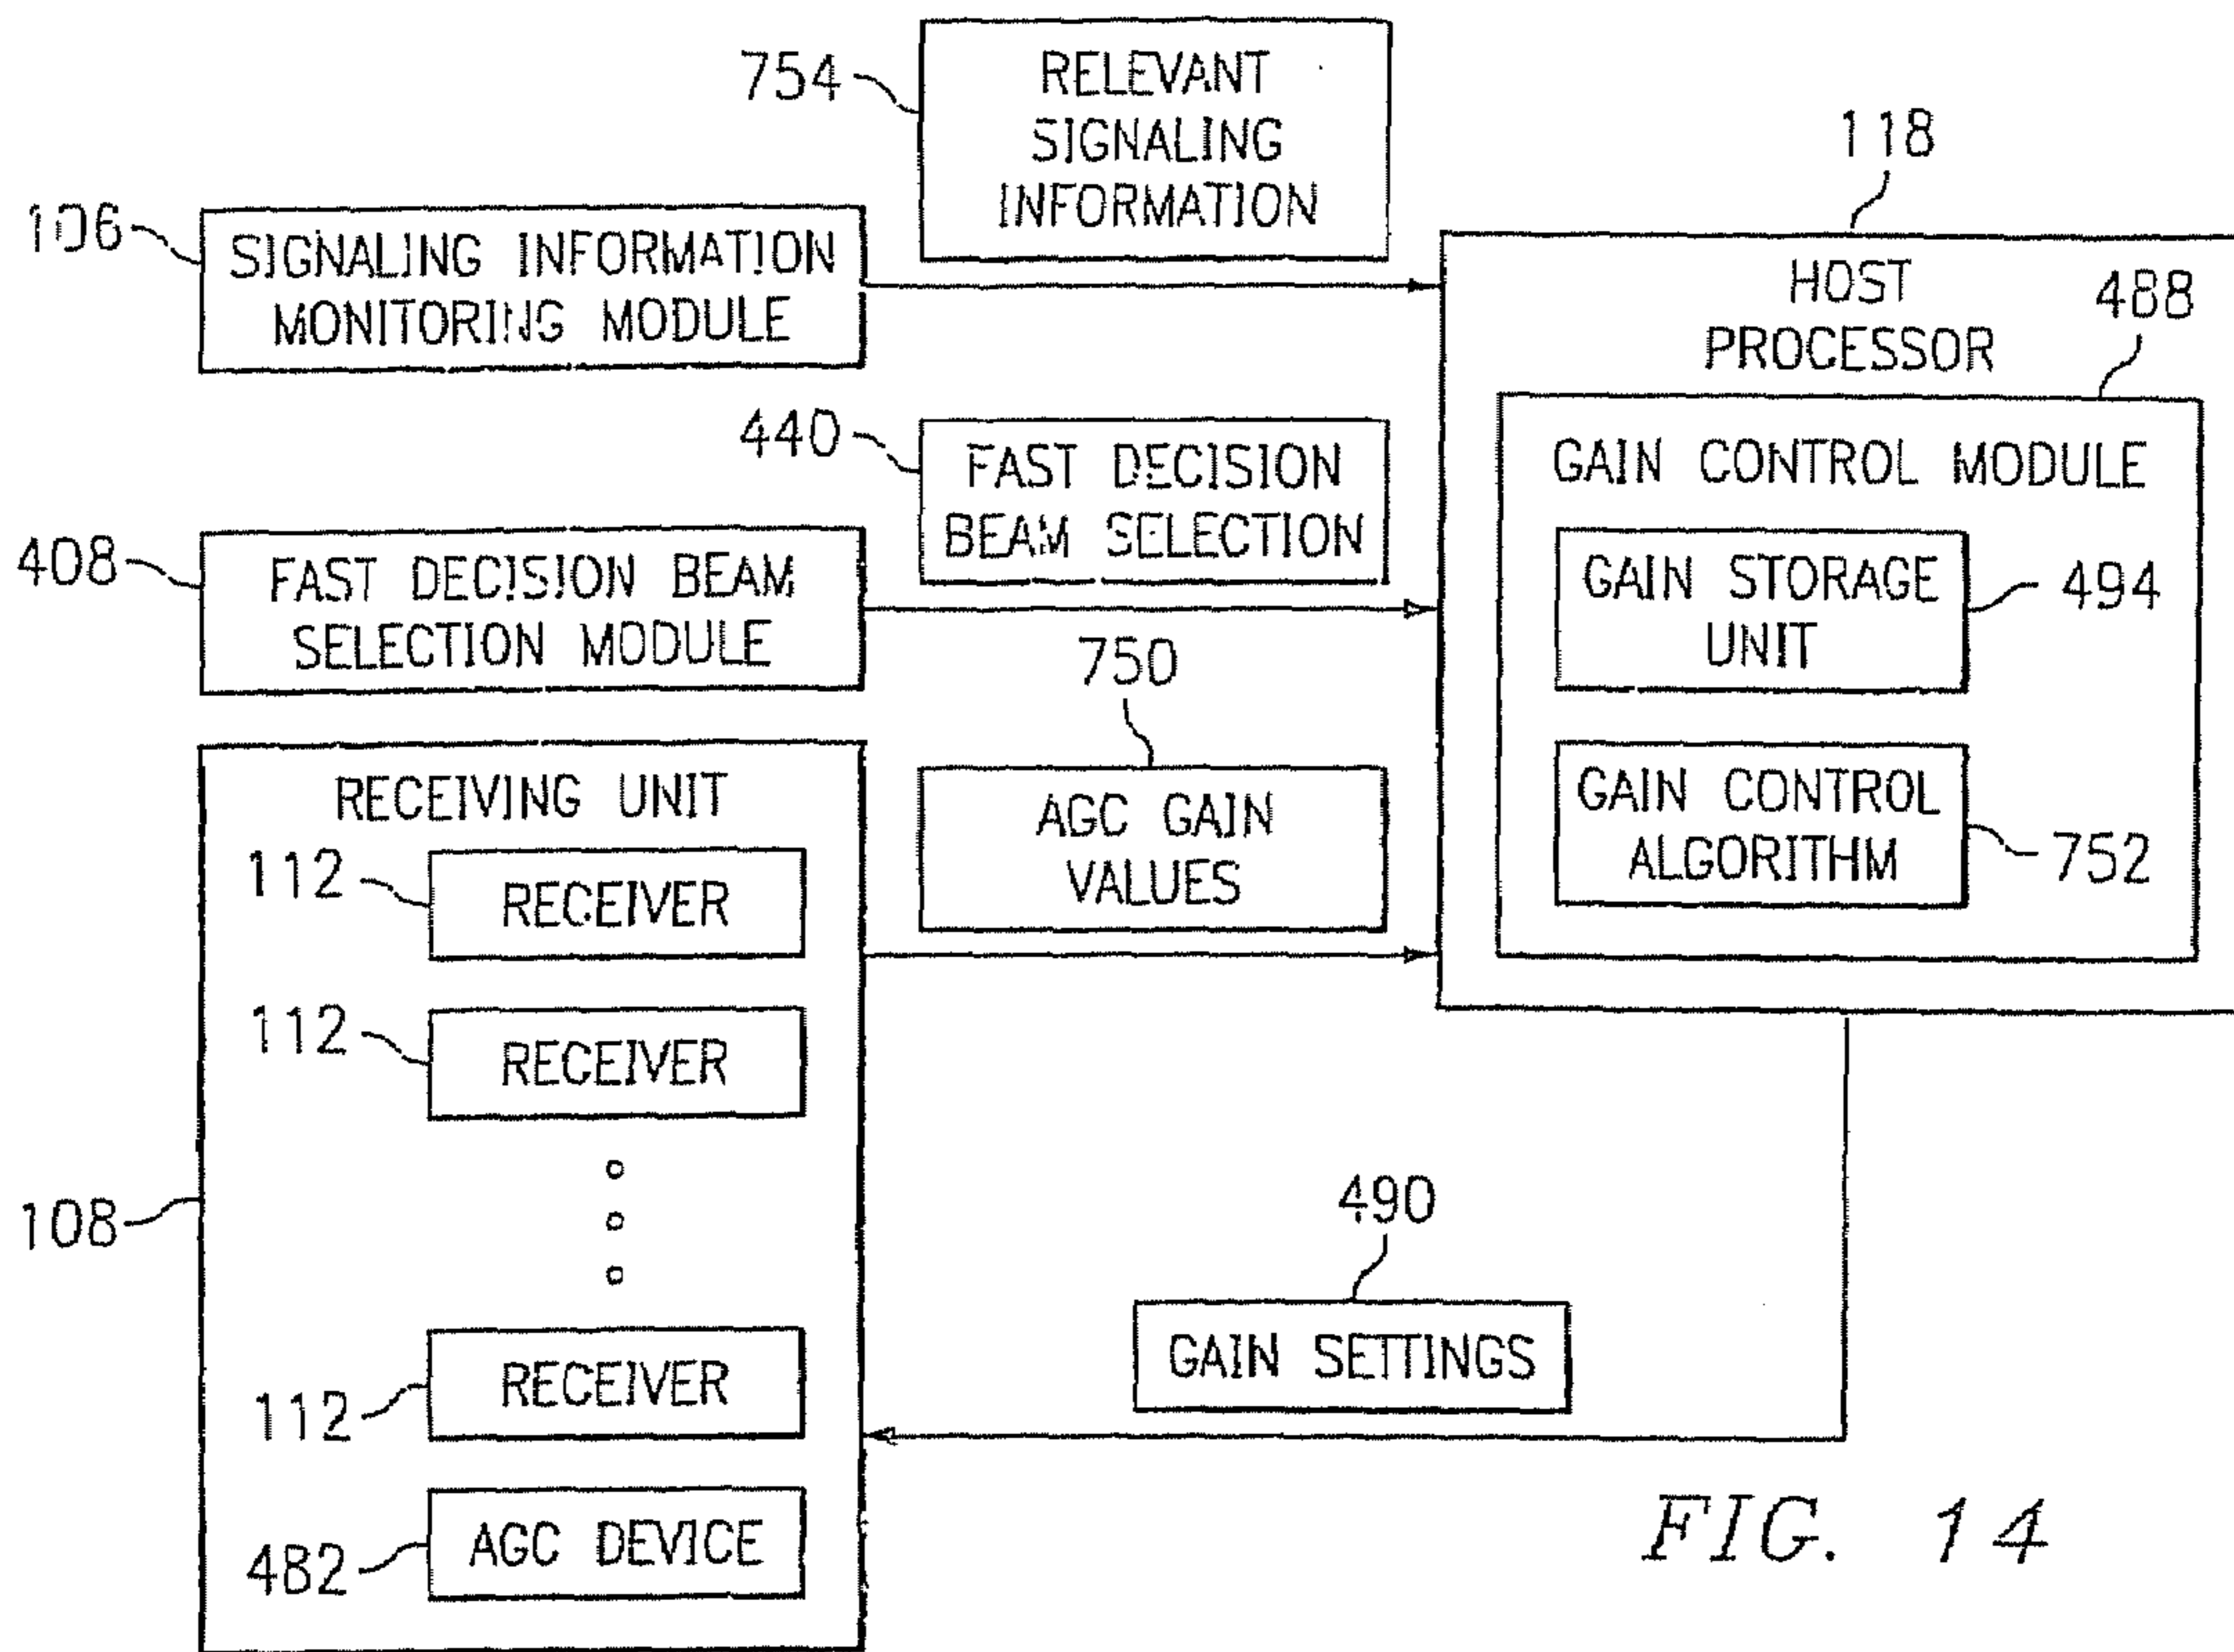 754
RELEVANT
SIGNALING
INFORMATION
118
106
SIGNALING INFORMATION
MONITORING MODULE
HOST
PROCESSOR
488
440
FAST DECISION
BEAM SELECTION
GAIN CONTROL MODULE
408
FAST DECISION BEAM
SELECTION MODULE
GAIN STORAGE
UNIT
494
750
AGC GAIN
VALUES
GAIN CONTROL
ALGORITHM
752
RECEIVING UNIT
112
RECEIVER
112
RECEIVER
108
490
GAIN SETTINGS
112
RECEIVER
482
AGC DEVICE
FIG. 14